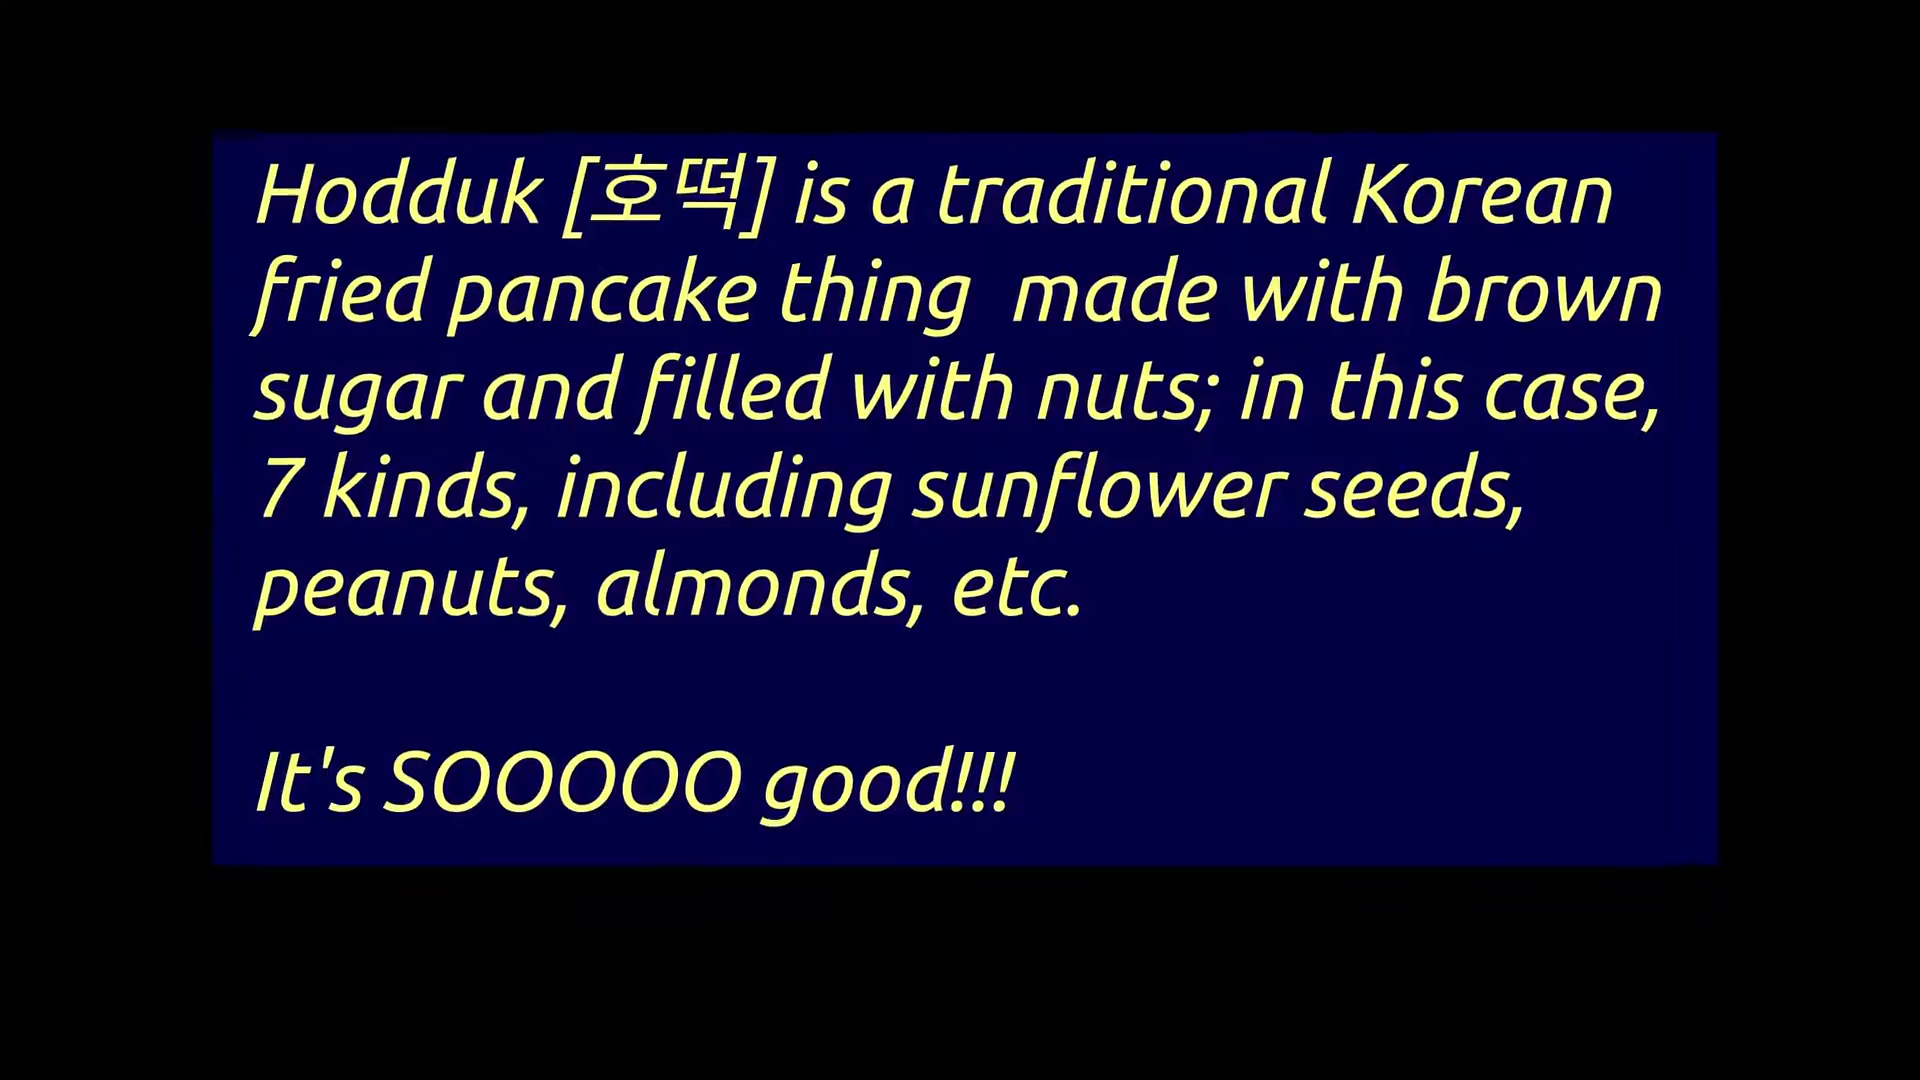 Hodduk [호떡] is a traditional Korean
fried pancake thing  made with brown
sugar and filled with nuts; in this case,
7 kinds, including sunflower seeds,
peanuts, almonds, etc.
It's SOOOOO good!!!